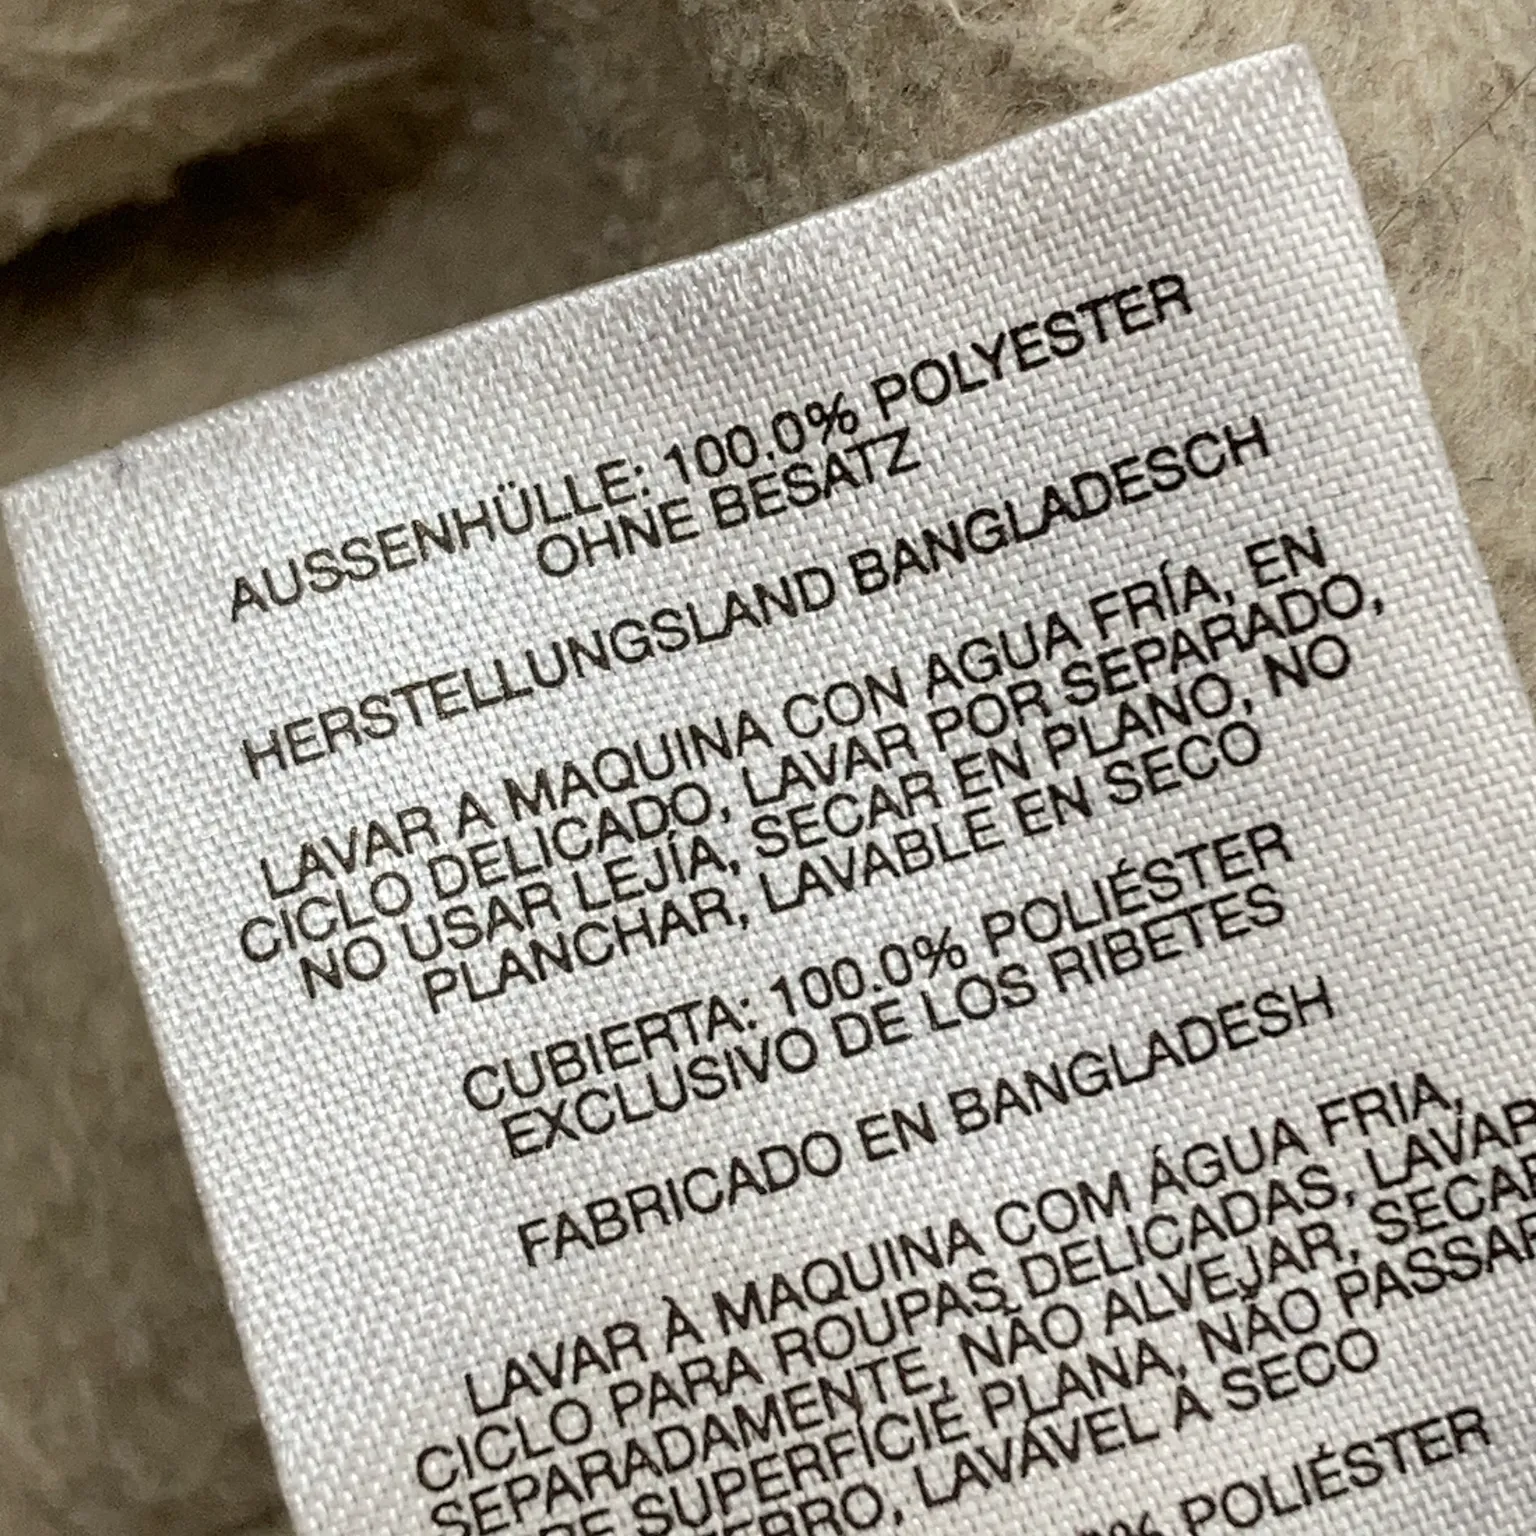 AUSSENHÜLLE: 100.0% POLYESTER
OHNE BESATZ
HERSTELLUNGSLAND BANGLADESCH
LAVAR A MAQUINA CON AGUA FRÍA, EN
CICLO DELICADO, LAVAR POR SEPARADO,
NO USAR LEJÍA, SECAR EN PLANO, NO
PLANCHAR, LAVABLE EN SECO
CUBIERTA: 100.0% POLIÉSTER
EXCLUSIVO DE LOS RIBETES
FABRICADO EN BANGLADESH
LAVAR À MAQUINA COM ÁGUA FRIA,
CICLO PARA ROUPAS DELICADAS, LAVAR
SEPARADAMENTE, NÃO ALVEJAR, SECAR
SUPERFÍCIE PLANA, NÃO PASSAR
LAVÁVEL A SECO
POLIÉSTER